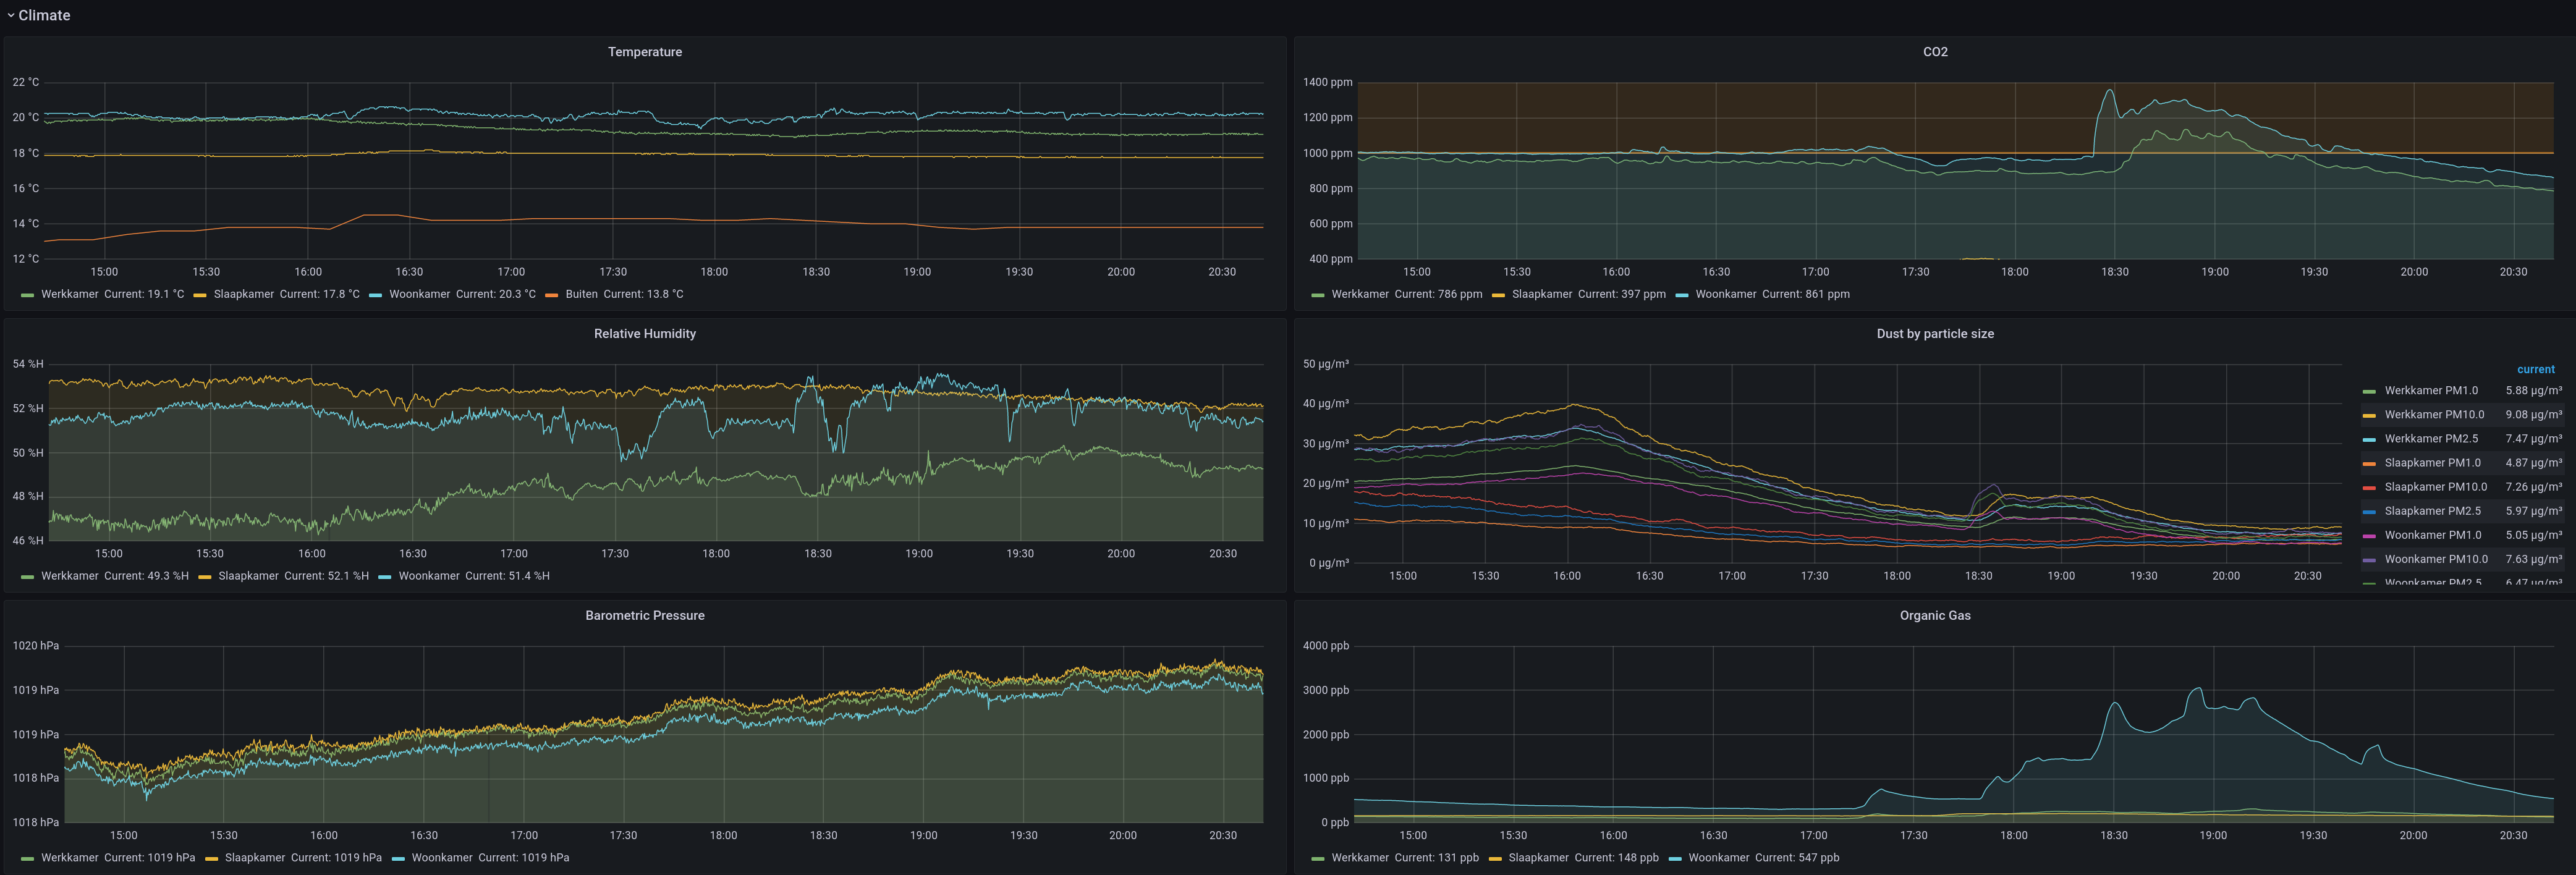 Climate
Temperature
22 °C
20 °C
18 °C
16 °C
14 °C
12 °C
15:00 15:30 16:00 16:30 17:00 17:30 18:00 18:30 19:00 19:30 20:00 20:30
Werkkamer Current: 19.1 °C Slaapkamer Current: 17.8 °C Woonkamer Current: 20.3 °C Buiten Current: 13.8 °C
CO2
1400 ppm
1200 ppm
1000 ppm
800 ppm
600 ppm
400 ppm
15:00 15:30 16:00 16:30 17:00 17:30 18:00 18:30 19:00 19:30 20:00 20:30
Werkkamer Current: 786 ppm Slaapkamer Current: 397 ppm Woonkamer Current: 861 ppm
Relative Humidity
54 %H
52 %H
50 %H
48 %H
46 %H
15:00 15:30 16:00 16:30 17:00 17:30 18:00 18:30 19:00 19:30 20:00 20:30
Werkkamer Current: 49.3 %H Slaapkamer Current: 52.1 %H Woonkamer Current: 51.4 %H
Dust by particle size
50 µg/m³
40 µg/m³
30 µg/m³
20 µg/m³
10 µg/m³
0 µg/m³
15:00 15:30 16:00 16:30 17:00 17:30 18:00 18:30 19:00 19:30 20:00 20:30
current
Werkkamer PM1.0 5.88 µg/m³
Werkkamer PM10.0 9.08 µg/m³
Werkkamer PM2.5 7.47 µg/m³
Slaapkamer PM1.0 4.87 µg/m³
Slaapkamer PM10.0 7.26 µg/m³
Slaapkamer PM2.5 5.97 µg/m³
Woonkamer PM1.0 5.05 µg/m³
Woonkamer PM10.0 7.63 µg/m³
Woonkamer PM2.5 6.47 µg/m³
Barometric Pressure
1020 hPa
1019 hPa
1019 hPa
1018 hPa
1018 hPa
15:00 15:30 16:00 16:30 17:00 17:30 18:00 18:30 19:00 19:30 20:00 20:30
Werkkamer Current: 1019 hPa Slaapkamer Current: 1019 hPa Woonkamer Current: 1019 hPa
Organic Gas
4000 ppb
3000 ppb
2000 ppb
1000 ppb
0 ppb
15:00 15:30 16:00 16:30 17:00 17:30 18:00 18:30 19:00 19:30 20:00 20:30
Werkkamer Current: 131 ppb Slaapkamer Current: 148 ppb Woonkamer Current: 547 ppb